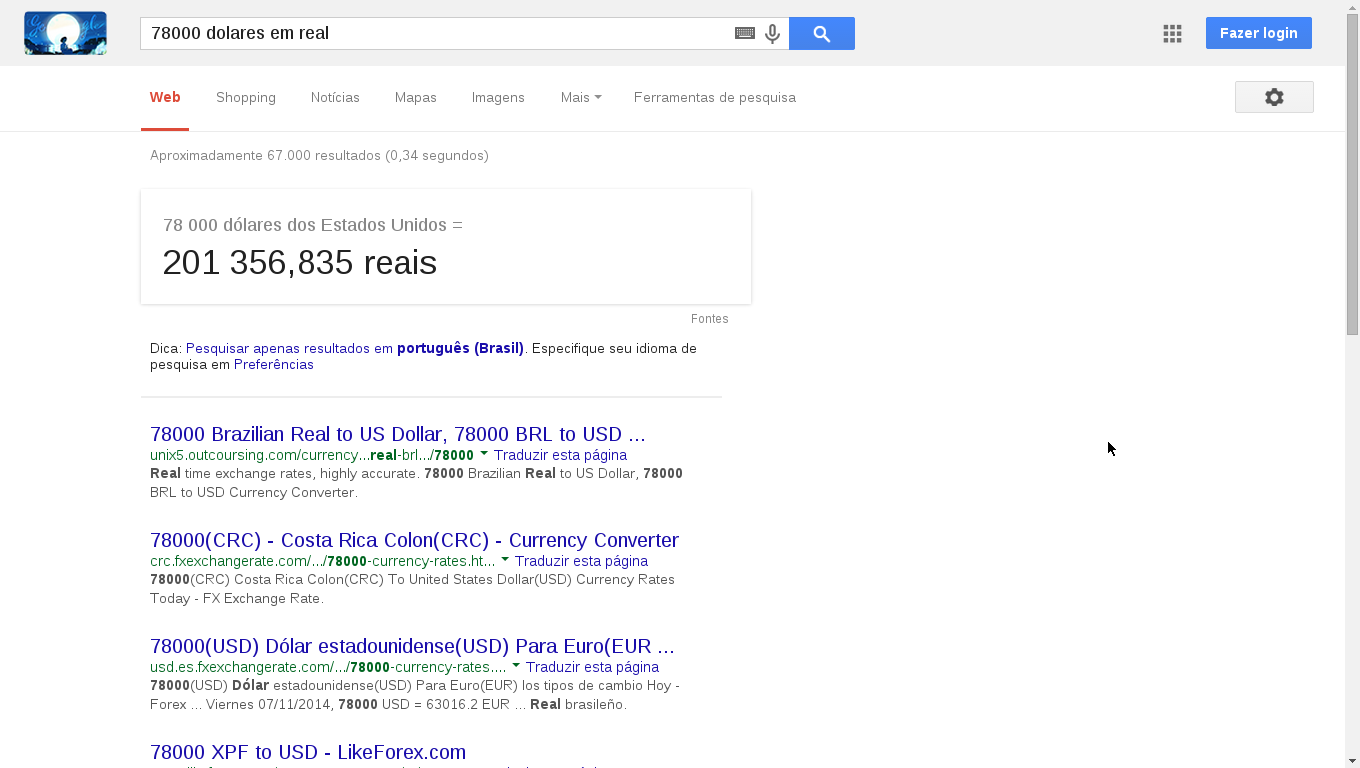 78000 dolares em real
Fazer login
Web Shopping Notícias Mapas Imagens Mais Ferramentas de pesquisa
Aproximadamente 67.000 resultados (0,34 segundos)
78 000 dólares dos Estados Unidos =
201 356,835 reais
Fontes
Dica: Pesquisar apenas resultados em português (Brasil). Especifique seu idioma de
pesquisa em Preferências
78000 Brazilian Real to US Dollar, 78000 BRL to USD ...
unix5.outcoursing.com/currency...real-brl.../78000 Traduzir esta página
Real time exchange rates, highly accurate. 78000 Brazilian Real to US Dollar, 78000
BRL to USD Currency Converter.
78000(CRC) - Costa Rica Colon(CRC) - Currency Converter
crc.fxexchangerate.com/.../78000-currency-rates.ht... Traduzir esta página
78000(CRC) Costa Rica Colon(CRC) To United States Dollar(USD) Currency Rates
Today - FX Exchange Rate.
78000(USD) Dólar estadounidense(USD) Para Euro(EUR ...
usd.es.fxexchangerate.com/.../78000-currency-rates.... Traduzir esta página
78000(USD) Dólar estadounidense(USD) Para Euro(EUR) los tipos de cambio Hoy -
Forex ... Viernes 07/11/2014, 78000 USD = 63016.2 EUR ... Real brasileño.
78000 XPF to USD - LikeForex.com